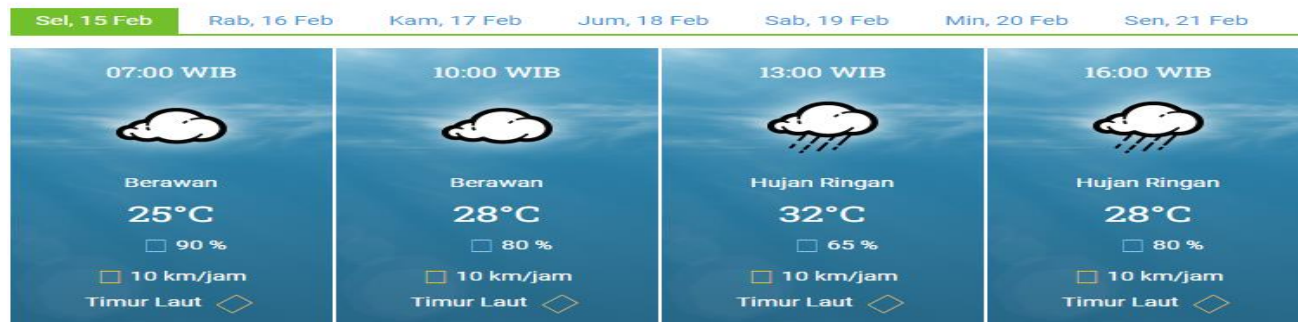 Sel, 15 Feb Rab, 16 Feb Kam, 17 Feb Jum, 18 Feb Sab, 19 Feb Min, 20 Feb Sen, 21 Feb
07:00 WIB
Berawan
25°C
90 %
10 km/jam
Timur Laut
10:00 WIB
Berawan
28°C
80 %
10 km/jam
Timur Laut
13:00 WIB
Hujan Ringan
32°C
65 %
10 km/jam
Timur Laut
16:00 WIB
Hujan Ringan
28°C
80 %
10 km/jam
Timur Laut